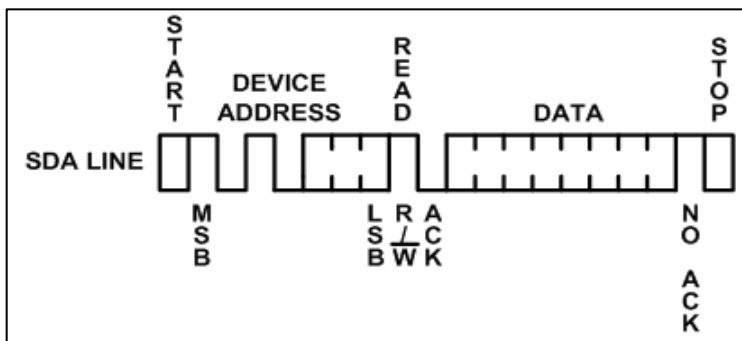 START
DEVICE
ADDRESS
READ
DATA
STOP
SDA LINE
MSB
LSB
R/W
ACK
NO ACK